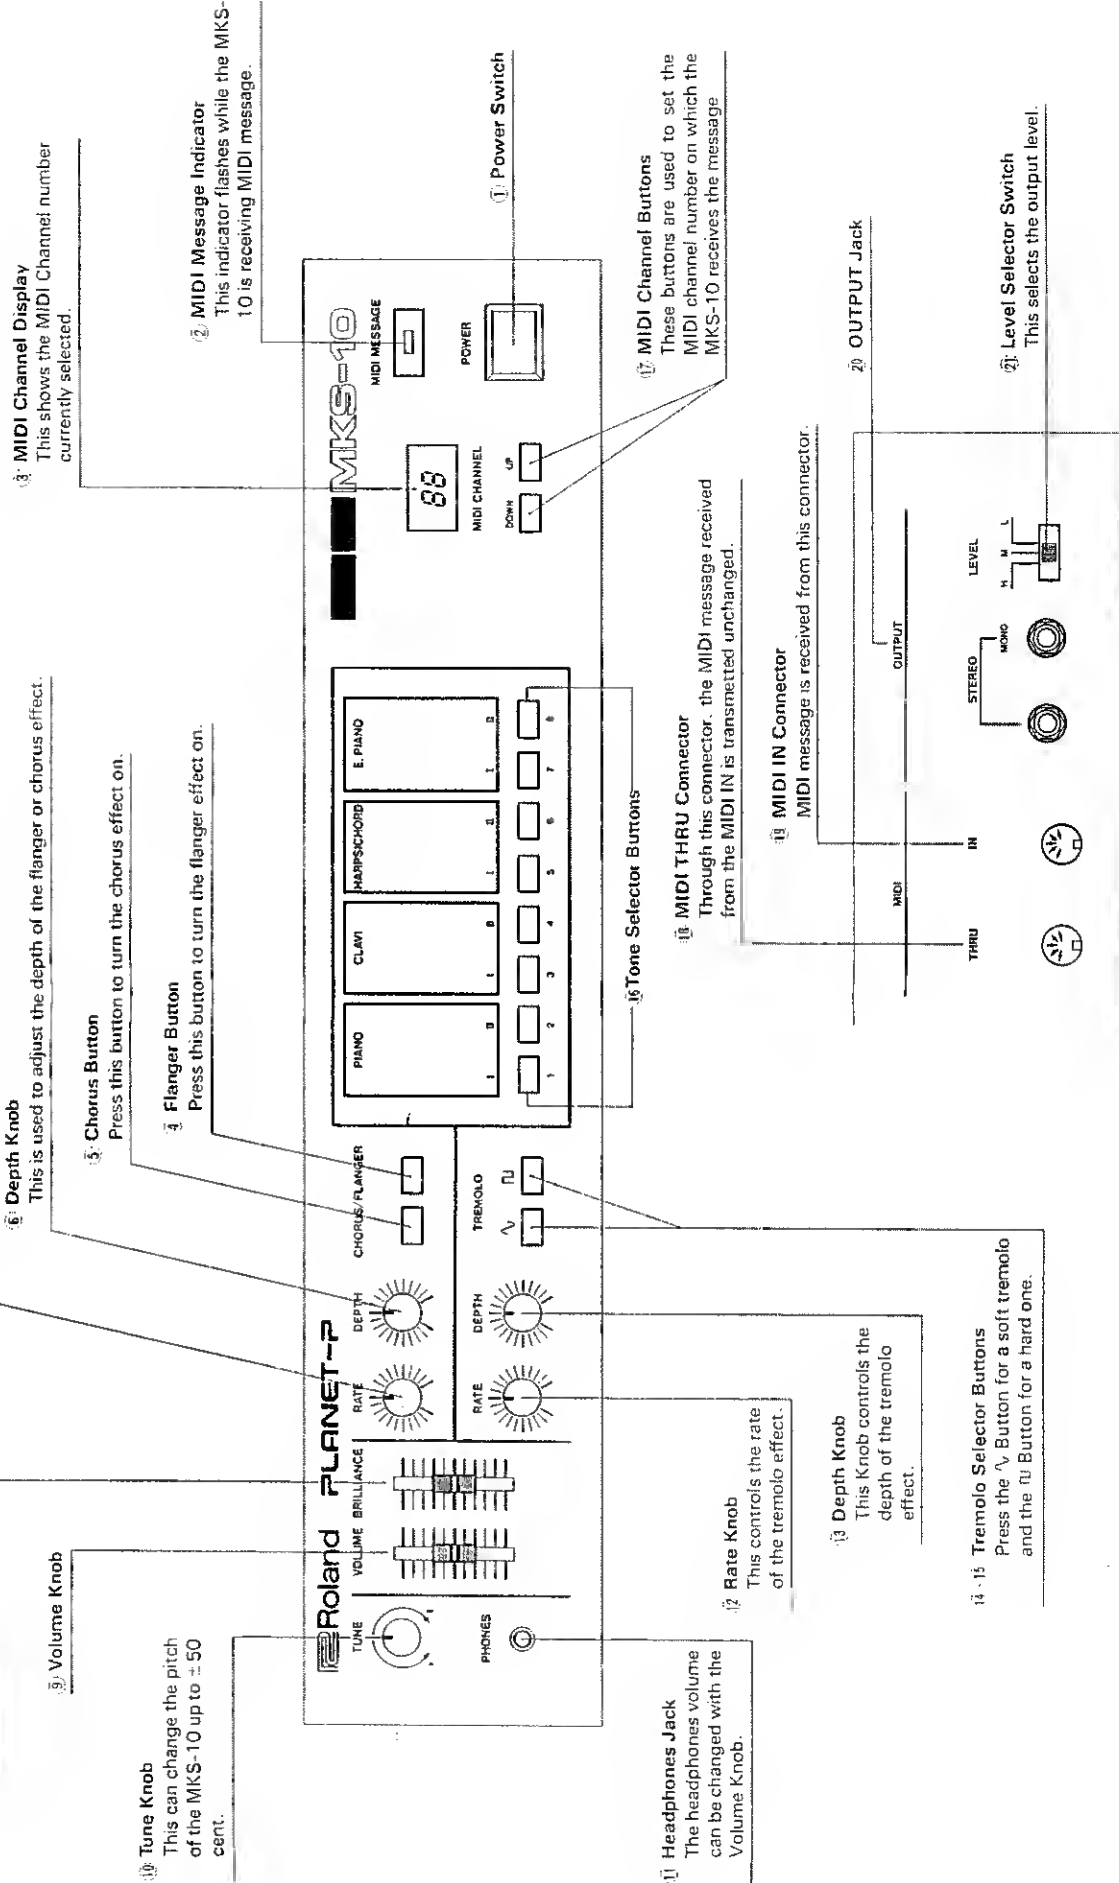 ③ MIDI Channel Display
This shows the MIDI Channel number
currently selected.
② MIDI Message Indicator
This indicator flashes while the MKS-
10 is receiving MIDI message.
① Power Switch
⑥ Depth Knob
This is used to adjust the depth of the flanger or chorus effect.
⑤ Chorus Button
Press this button to turn the chorus effect on.
④ Flanger Button
Press this button to turn the flanger effect on.
⑨ Volume Knob
⑩ Tune Knob
This can change the pitch
of the MKS-10 up to ± 50
cent.
Roland PLANET-P
MKS-10
TUNE
VOLUME
BRILLIANCE
RATE
DEPTH
CHORUS/FLANGER
PIANO
CLAVI
HARPSICHORD
E. PIANO
I II I II I II I II
1 2 3 4 5 6 7 8
88
MIDI CHANNEL
DOWN UP
MIDI MESSAGE
POWER
PHONES
RATE
DEPTH
TREMOLO
⑪ Headphones Jack
The headphones volume
can be changed with the
Volume Knob.
⑫ Rate Knob
This controls the rate
of the tremolo effect.
⑬ Depth Knob
This Knob controls the
depth of the tremolo
effect.
⑭ · ⑮ Tremolo Selector Buttons
Press the ∿ Button for a soft tremolo
and the ⊓⊔ Button for a hard one.
⑯ Tone Selector Buttons
⑰ MIDI Channel Buttons
These buttons are used to set the
MIDI channel number on which the
MKS-10 receives the message
⑱ MIDI THRU Connector
Through this connector. the MIDI message received
from the MIDI IN is transmetted unchanged.
⑲ MIDI IN Connector
MIDI message is received from this connector.
⑳ OUTPUT Jack
㉑ Level Selector Switch
This selects the output level.
MIDI
OUTPUT
THRU
IN
STEREO
MONO
LEVEL
H M L